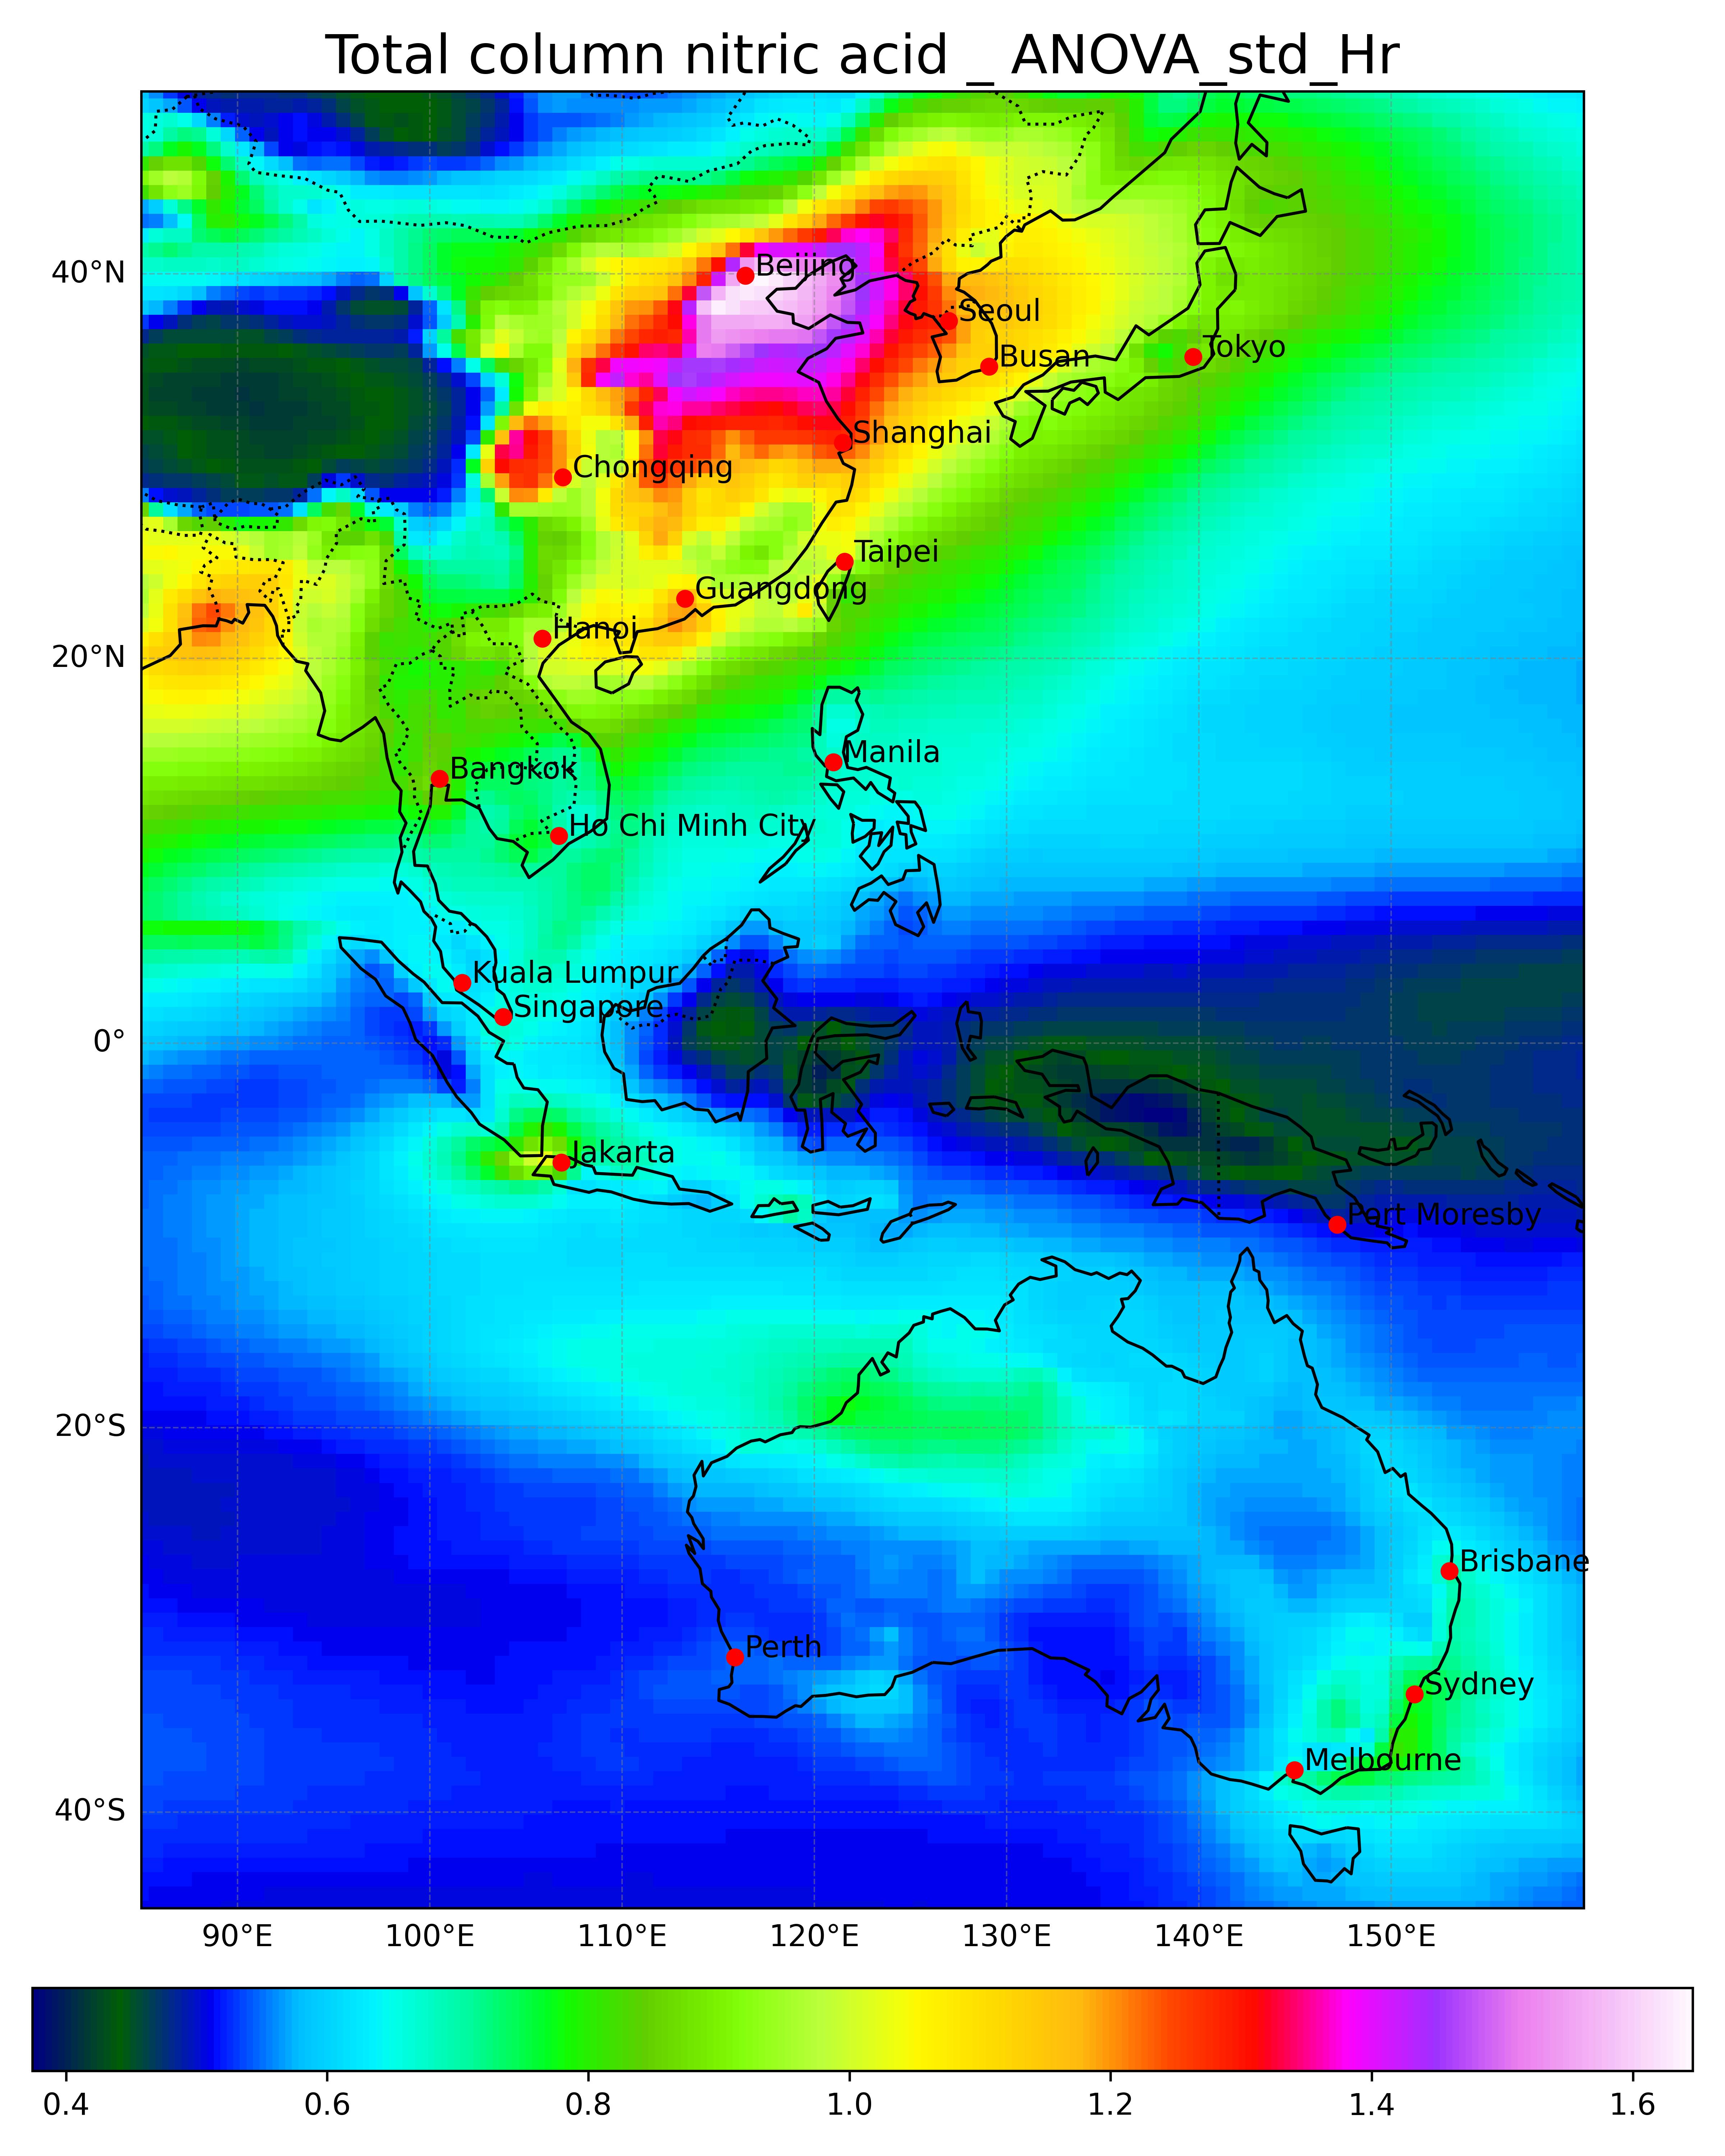 Total column nitric acid _ ANOVA_std_Hr
40°N
Beijing
Seoul
Busan
Tokyo
Shanghai
Chongqing
Taipei
Guangdong
Hanoi
20°N
Manila
Bangkok
Ho Chi Minh City
Kuala Lumpur
Singapore
0°
Jakarta
Port Moresby
20°S
Brisbane
Perth
Sydney
Melbourne
40°S
90°E 100°E 110°E 120°E 130°E 140°E 150°E
0.4 0.6 0.8 1.0 1.2 1.4 1.6